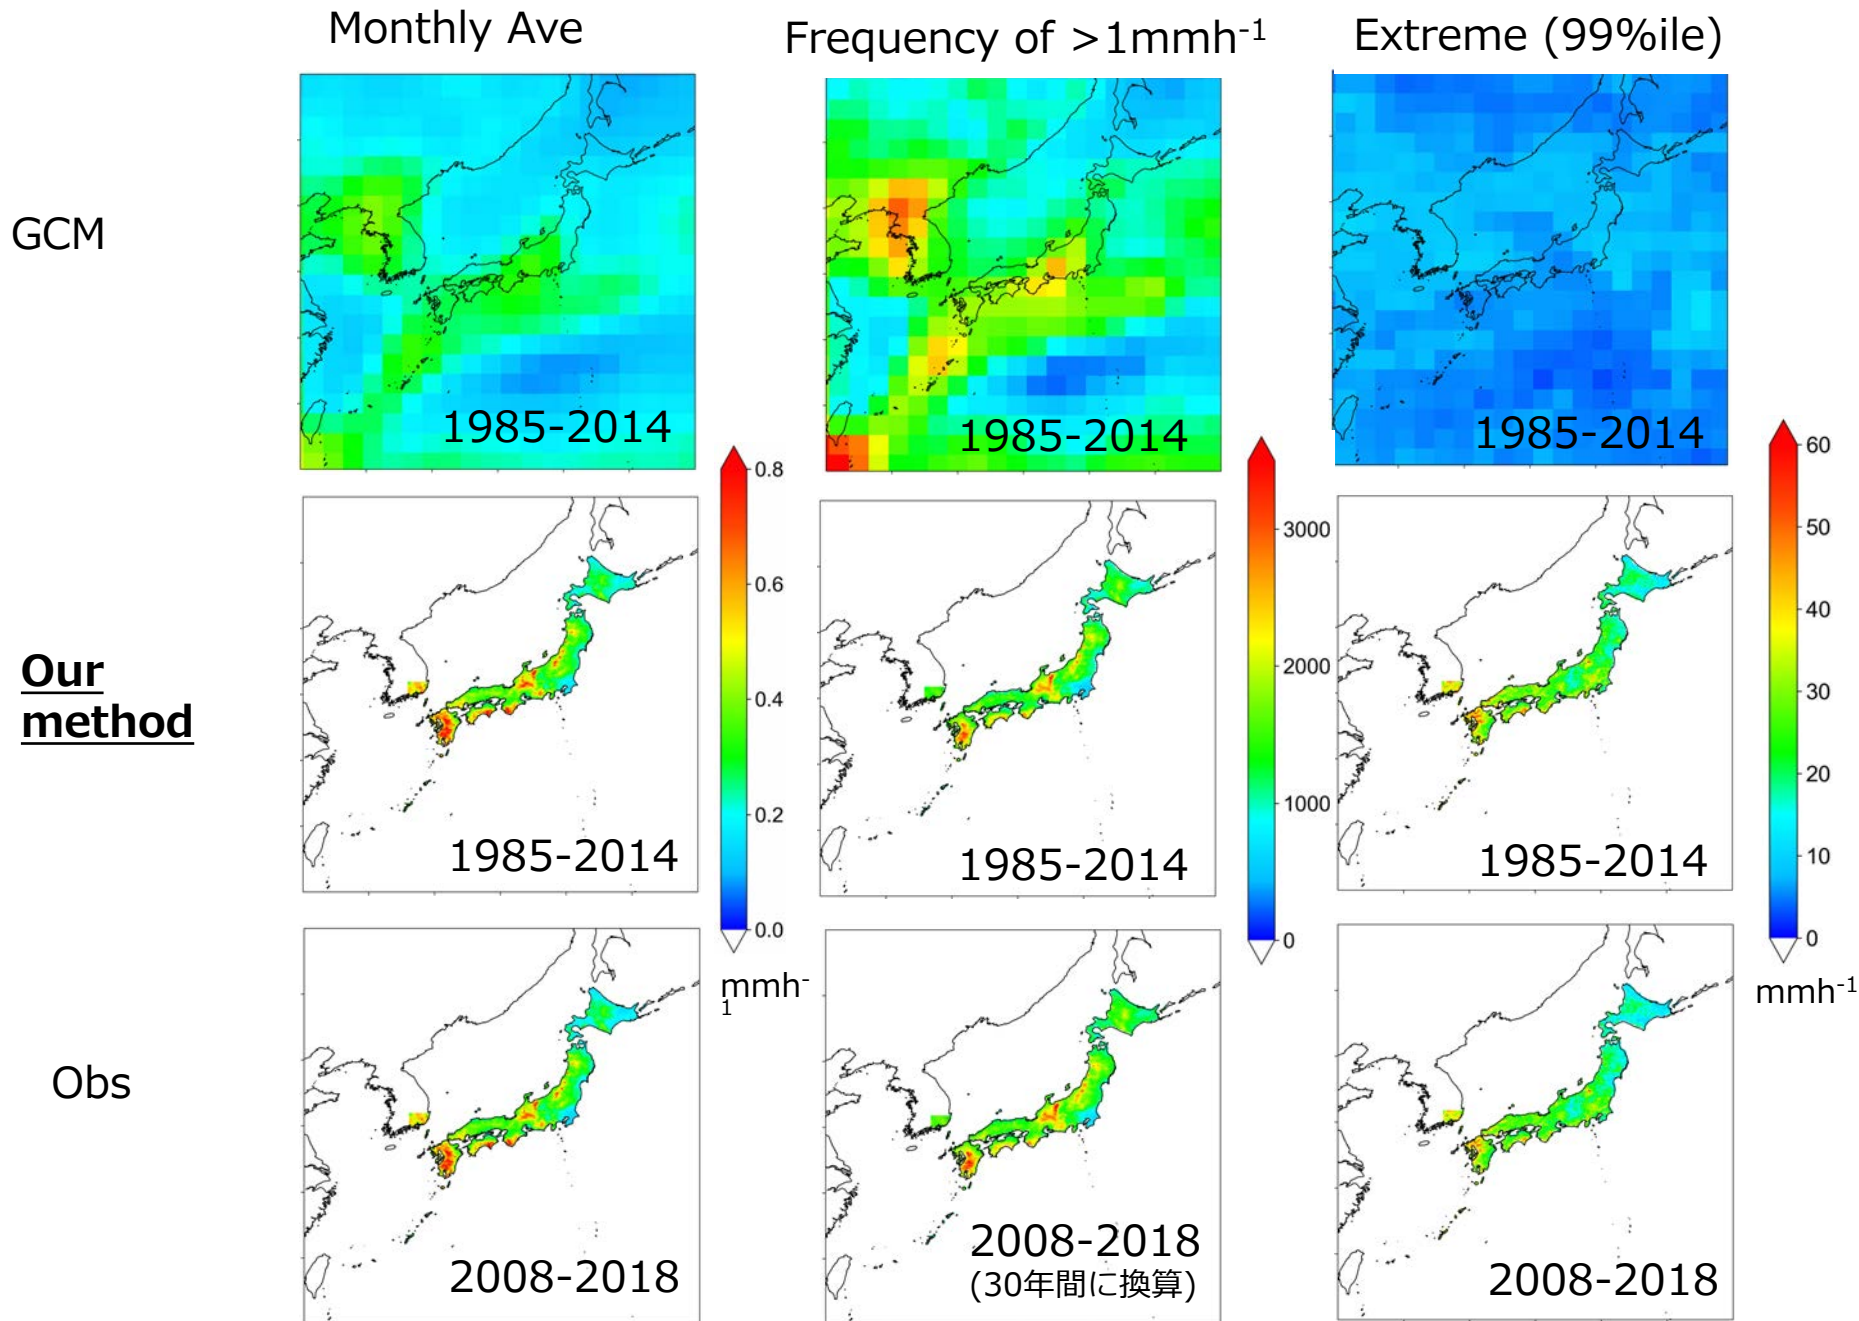 Monthly Ave
Frequency of >1mmh⁻¹
Extreme (99%ile)
GCM
1985-2014
1985-2014
1985-2014
0.8
0.6
0.4
0.2
0.0
mmh-
1
3000
2000
1000
0
60
50
40
30
20
10
0
mmh⁻¹
Our
method
1985-2014
1985-2014
1985-2014
Obs
2008-2018
2008-2018
(30年間に換算)
2008-2018